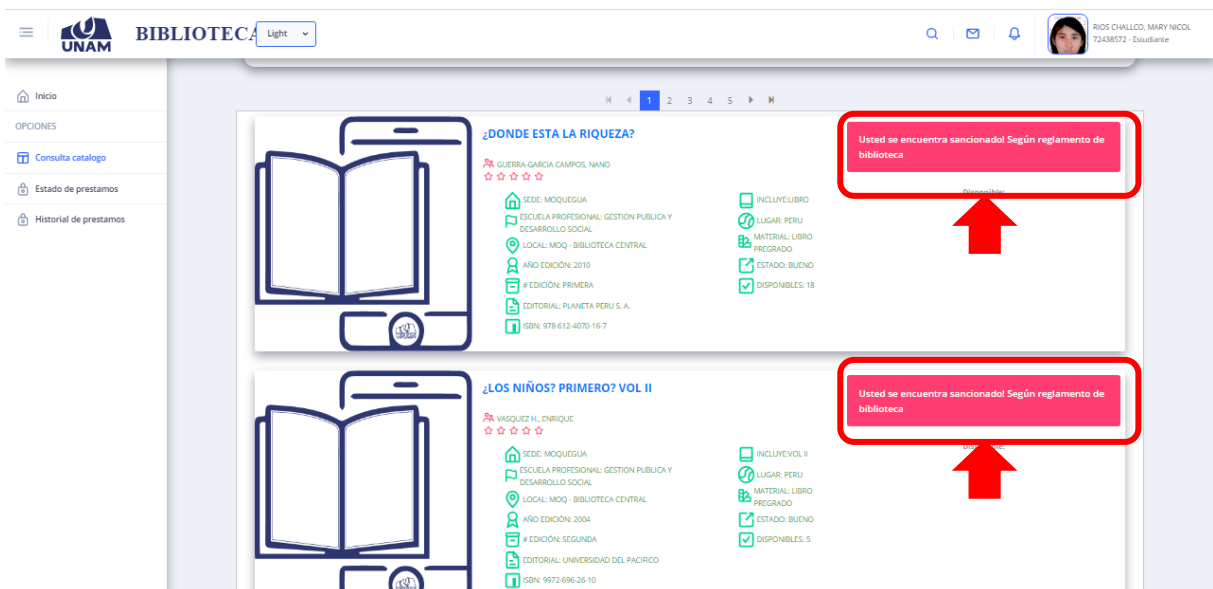 UNAM
BIBLIOTECA
Light
RIOS CHALLCO, MARY NICOL
72438572 - Estudiante
Inicio
OPCIONES
Consulta catalogo
Estado de prestamos
Historial de prestamos
1 2 3 4 5
¿DONDE ESTA LA RIQUEZA?
GUERRA-GARCIA CAMPOS, NANO
SEDE: MOQUEGUA
ESCUELA PROFESIONAL: GESTION PUBLICA Y
DESARROLLO SOCIAL
LOCAL: MOQ - BIBLIOTECA CENTRAL
AÑO EDICIÓN: 2010
# EDICIÓN: PRIMERA
EDITORIAL: PLANETA PERU S. A.
ISBN: 978-612-4070-16-7
INCLUYE:LIBRO
LUGAR: PERU
MATERIAL: LIBRO
PREGRADO
ESTADO: BUENO
DISPONIBLES: 18
Usted se encuentra sancionado! Según reglamento de
biblioteca
Disponible:
¿LOS NIÑOS? PRIMERO? VOL II
VASQUEZ H., ENRIQUE
SEDE: MOQUEGUA
ESCUELA PROFESIONAL: GESTION PUBLICA Y
DESARROLLO SOCIAL
LOCAL: MOQ - BIBLIOTECA CENTRAL
AÑO EDICIÓN: 2004
# EDICIÓN: SEGUNDA
EDITORIAL: UNIVERSIDAD DEL PACIFICO
ISBN: 9972-696-26-10
INCLUYE:VOL II
LUGAR: PERU
MATERIAL: LIBRO
PREGRADO
ESTADO: BUENO
DISPONIBLES: 5
Usted se encuentra sancionado! Según reglamento de
biblioteca
Disponible: